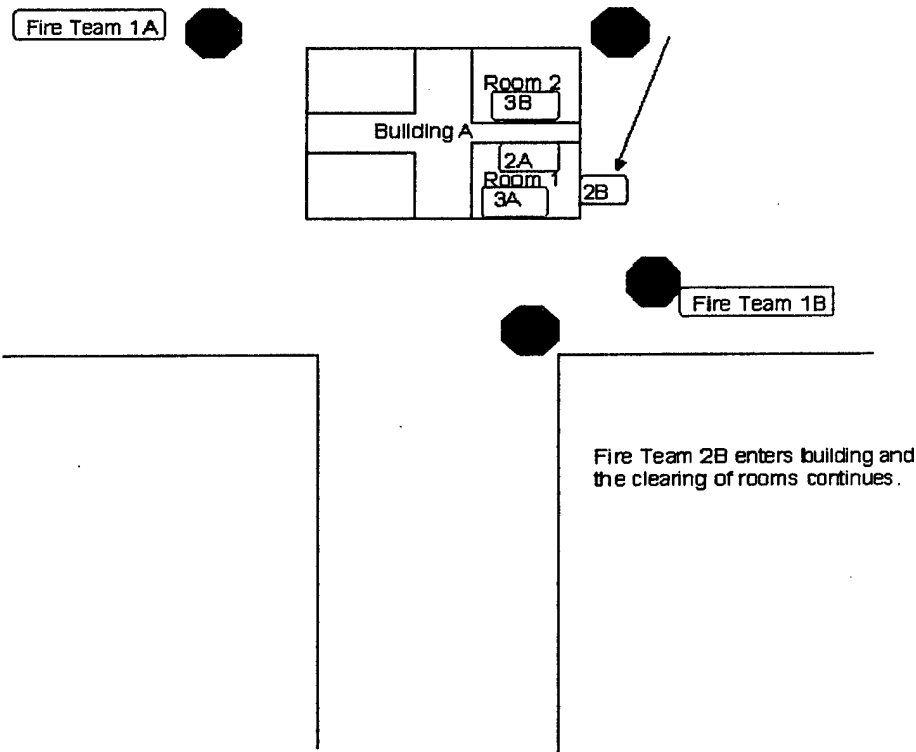 Fire Team 1A
Room 2
3B
Building A
2A
Room 1
3A
2B
Fire Team 1B
Fire Team 2B enters building and
the clearing of rooms continues.